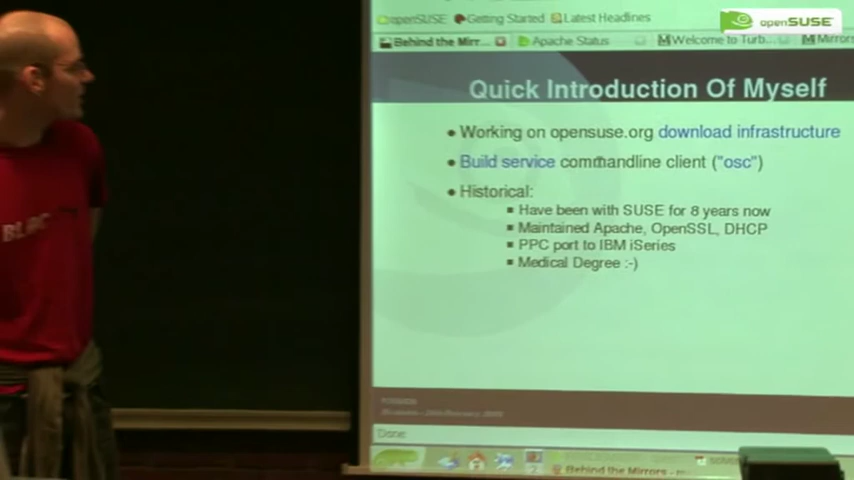 openSUSE Getting Started Latest Headlines
openSUSE
Behind the Mirr... Apache Status Welcome to Turb... Mirrors
Quick Introduction Of Myself
• Working on opensuse.org download infrastructure
• Build service commandline client ("osc")
• Historical:
▪ Have been with SUSE for 8 years now
▪ Maintained Apache, OpenSSL, DHCP
▪ PPC port to IBM iSeries
▪ Medical Degree :-)
Done
2
Behind the Mirrors - m